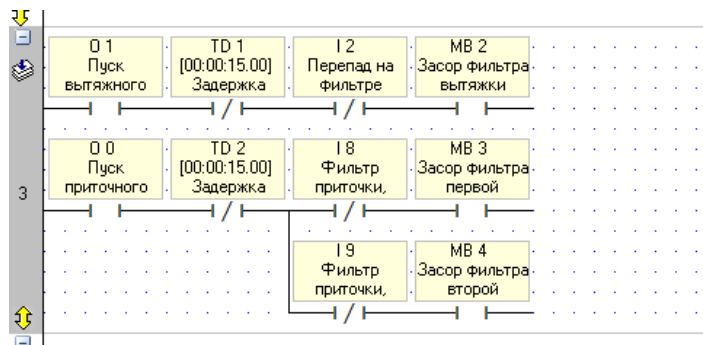 O 1
Пуск
вытяжного
TD 1
[00:00:15.00]
Задержка
I 2
Перепад на
фильтре
MB 2
Засор фильтра
вытяжки
O 0
Пуск
приточного
TD 2
[00:00:15.00]
Задержка
I 8
Фильтр
приточки,
MB 3
Засор фильтра
первой
3
I 9
Фильтр
приточки,
MB 4
Засор фильтра
второй